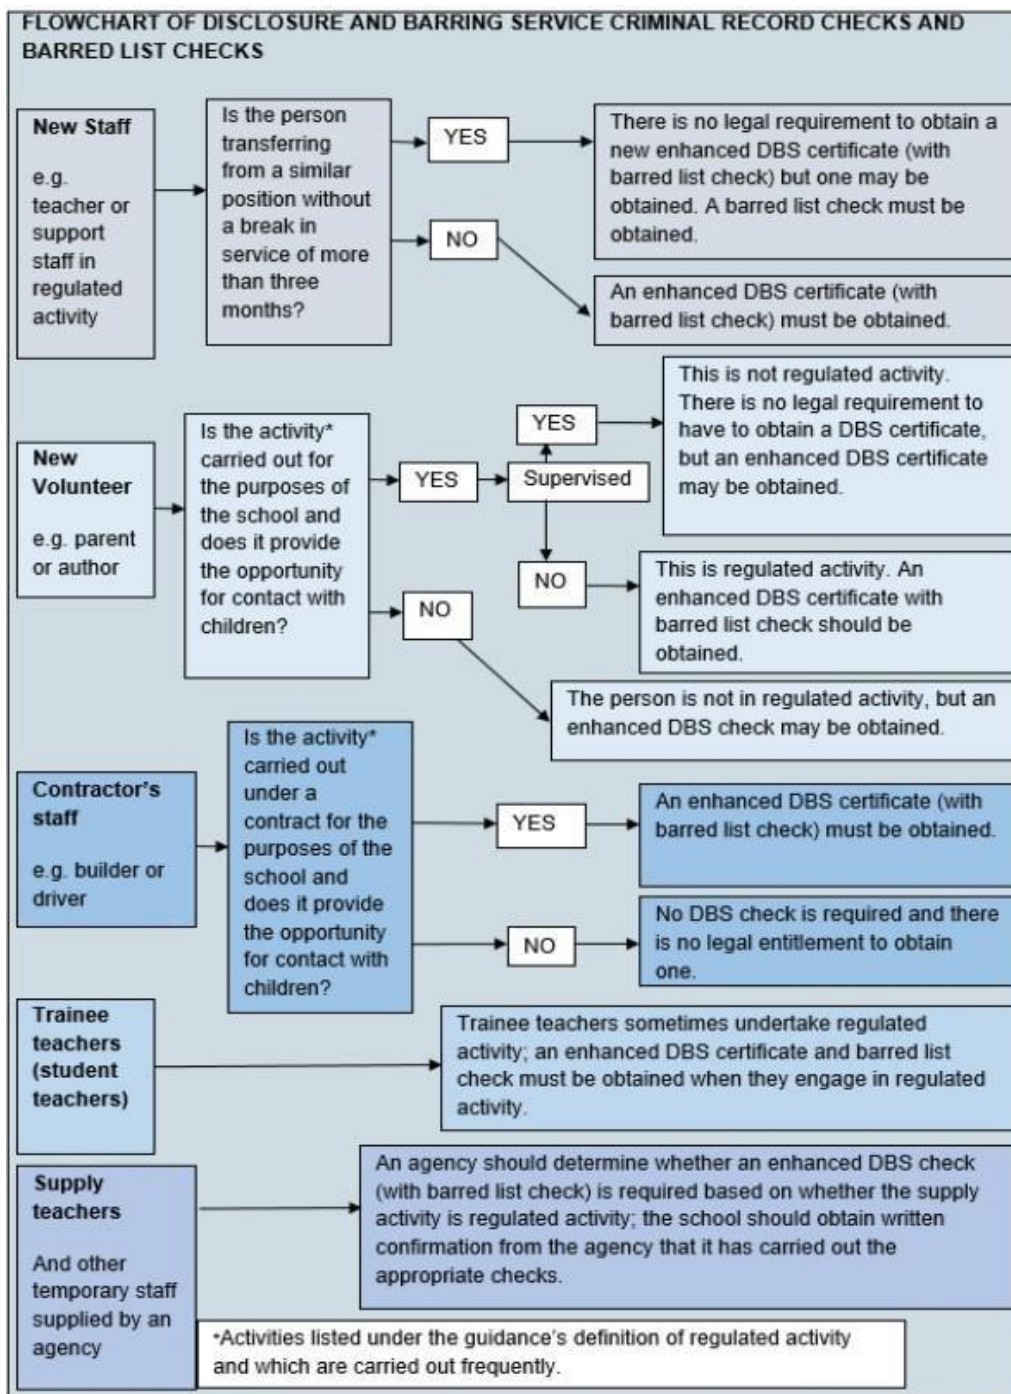 FLOWCHART OF DISCLOSURE AND BARRING SERVICE CRIMINAL RECORD CHECKS AND
BARRED LIST CHECKS
New Staff
e.g.
teacher or
support
staff in
regulated
activity
Is the person
transferring
from a similar
position without
a break in
service of more
than three
months?
YES
There is no legal requirement to obtain a
new enhanced DBS certificate (with
barred list check) but one may be
obtained. A barred list check must be
obtained.
NO
An enhanced DBS certificate (with
barred list check) must be obtained.
New
Volunteer
e.g. parent
or author
Is the activity*
carried out for
the purposes of
the school and
does it provide
the opportunity
for contact with
children?
YES
Supervised
YES
This is not regulated activity.
There is no legal requirement to
have to obtain a DBS certificate,
but an enhanced DBS certificate
may be obtained.
NO
This is regulated activity. An
enhanced DBS certificate with
barred list check should be
obtained.
NO
The person is not in regulated activity, but an
enhanced DBS check may be obtained.
Contractor's
staff
e.g. builder or
driver
Is the activity*
carried out
under a
contract for the
purposes of the
school and
does it provide
the opportunity
for contact with
children?
YES
An enhanced DBS certificate (with
barred list check) must be obtained.
NO
No DBS check is required and there
is no legal entitlement to obtain
one.
Trainee
teachers
(student
teachers)
Trainee teachers sometimes undertake regulated
activity; an enhanced DBS certificate and barred list
check must be obtained when they engage in regulated
activity.
Supply
teachers
And other
temporary staff
supplied by an
agency
An agency should determine whether an enhanced DBS check
(with barred list check) is required based on whether the supply
activity is regulated activity; the school should obtain written
confirmation from the agency that it has carried out the
appropriate checks.
*Activities listed under the guidance's definition of regulated activity
and which are carried out frequently.